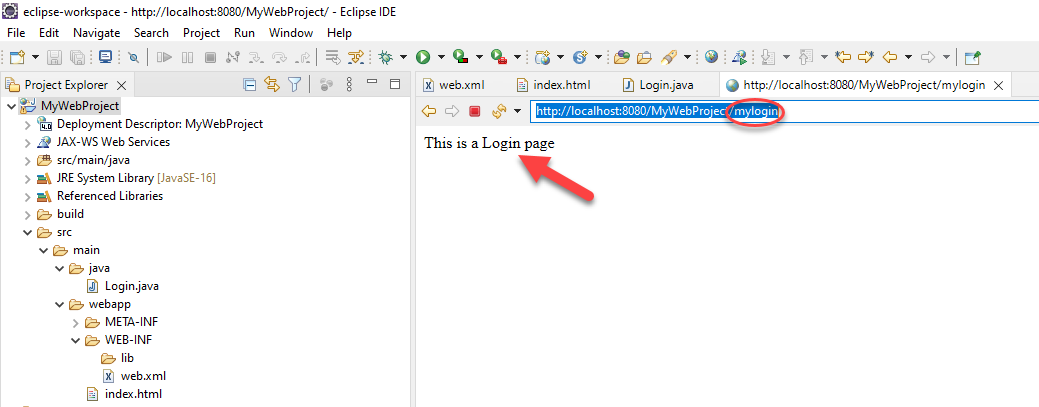 eclipse-workspace - http://localhost:8080/MyWebProject/ - Eclipse IDE
File Edit Navigate Search Project Run Window Help
Project Explorer
web.xml index.html Login.java http://localhost:8080/MyWebProject/mylogin
http://localhost:8080/MyWebProject/mylogin
This is a Login page
MyWebProject
Deployment Descriptor: MyWebProject
JAX-WS Web Services
src/main/java
JRE System Library [JavaSE-16]
Referenced Libraries
build
src
main
java
Login.java
webapp
META-INF
WEB-INF
lib
web.xml
index.html